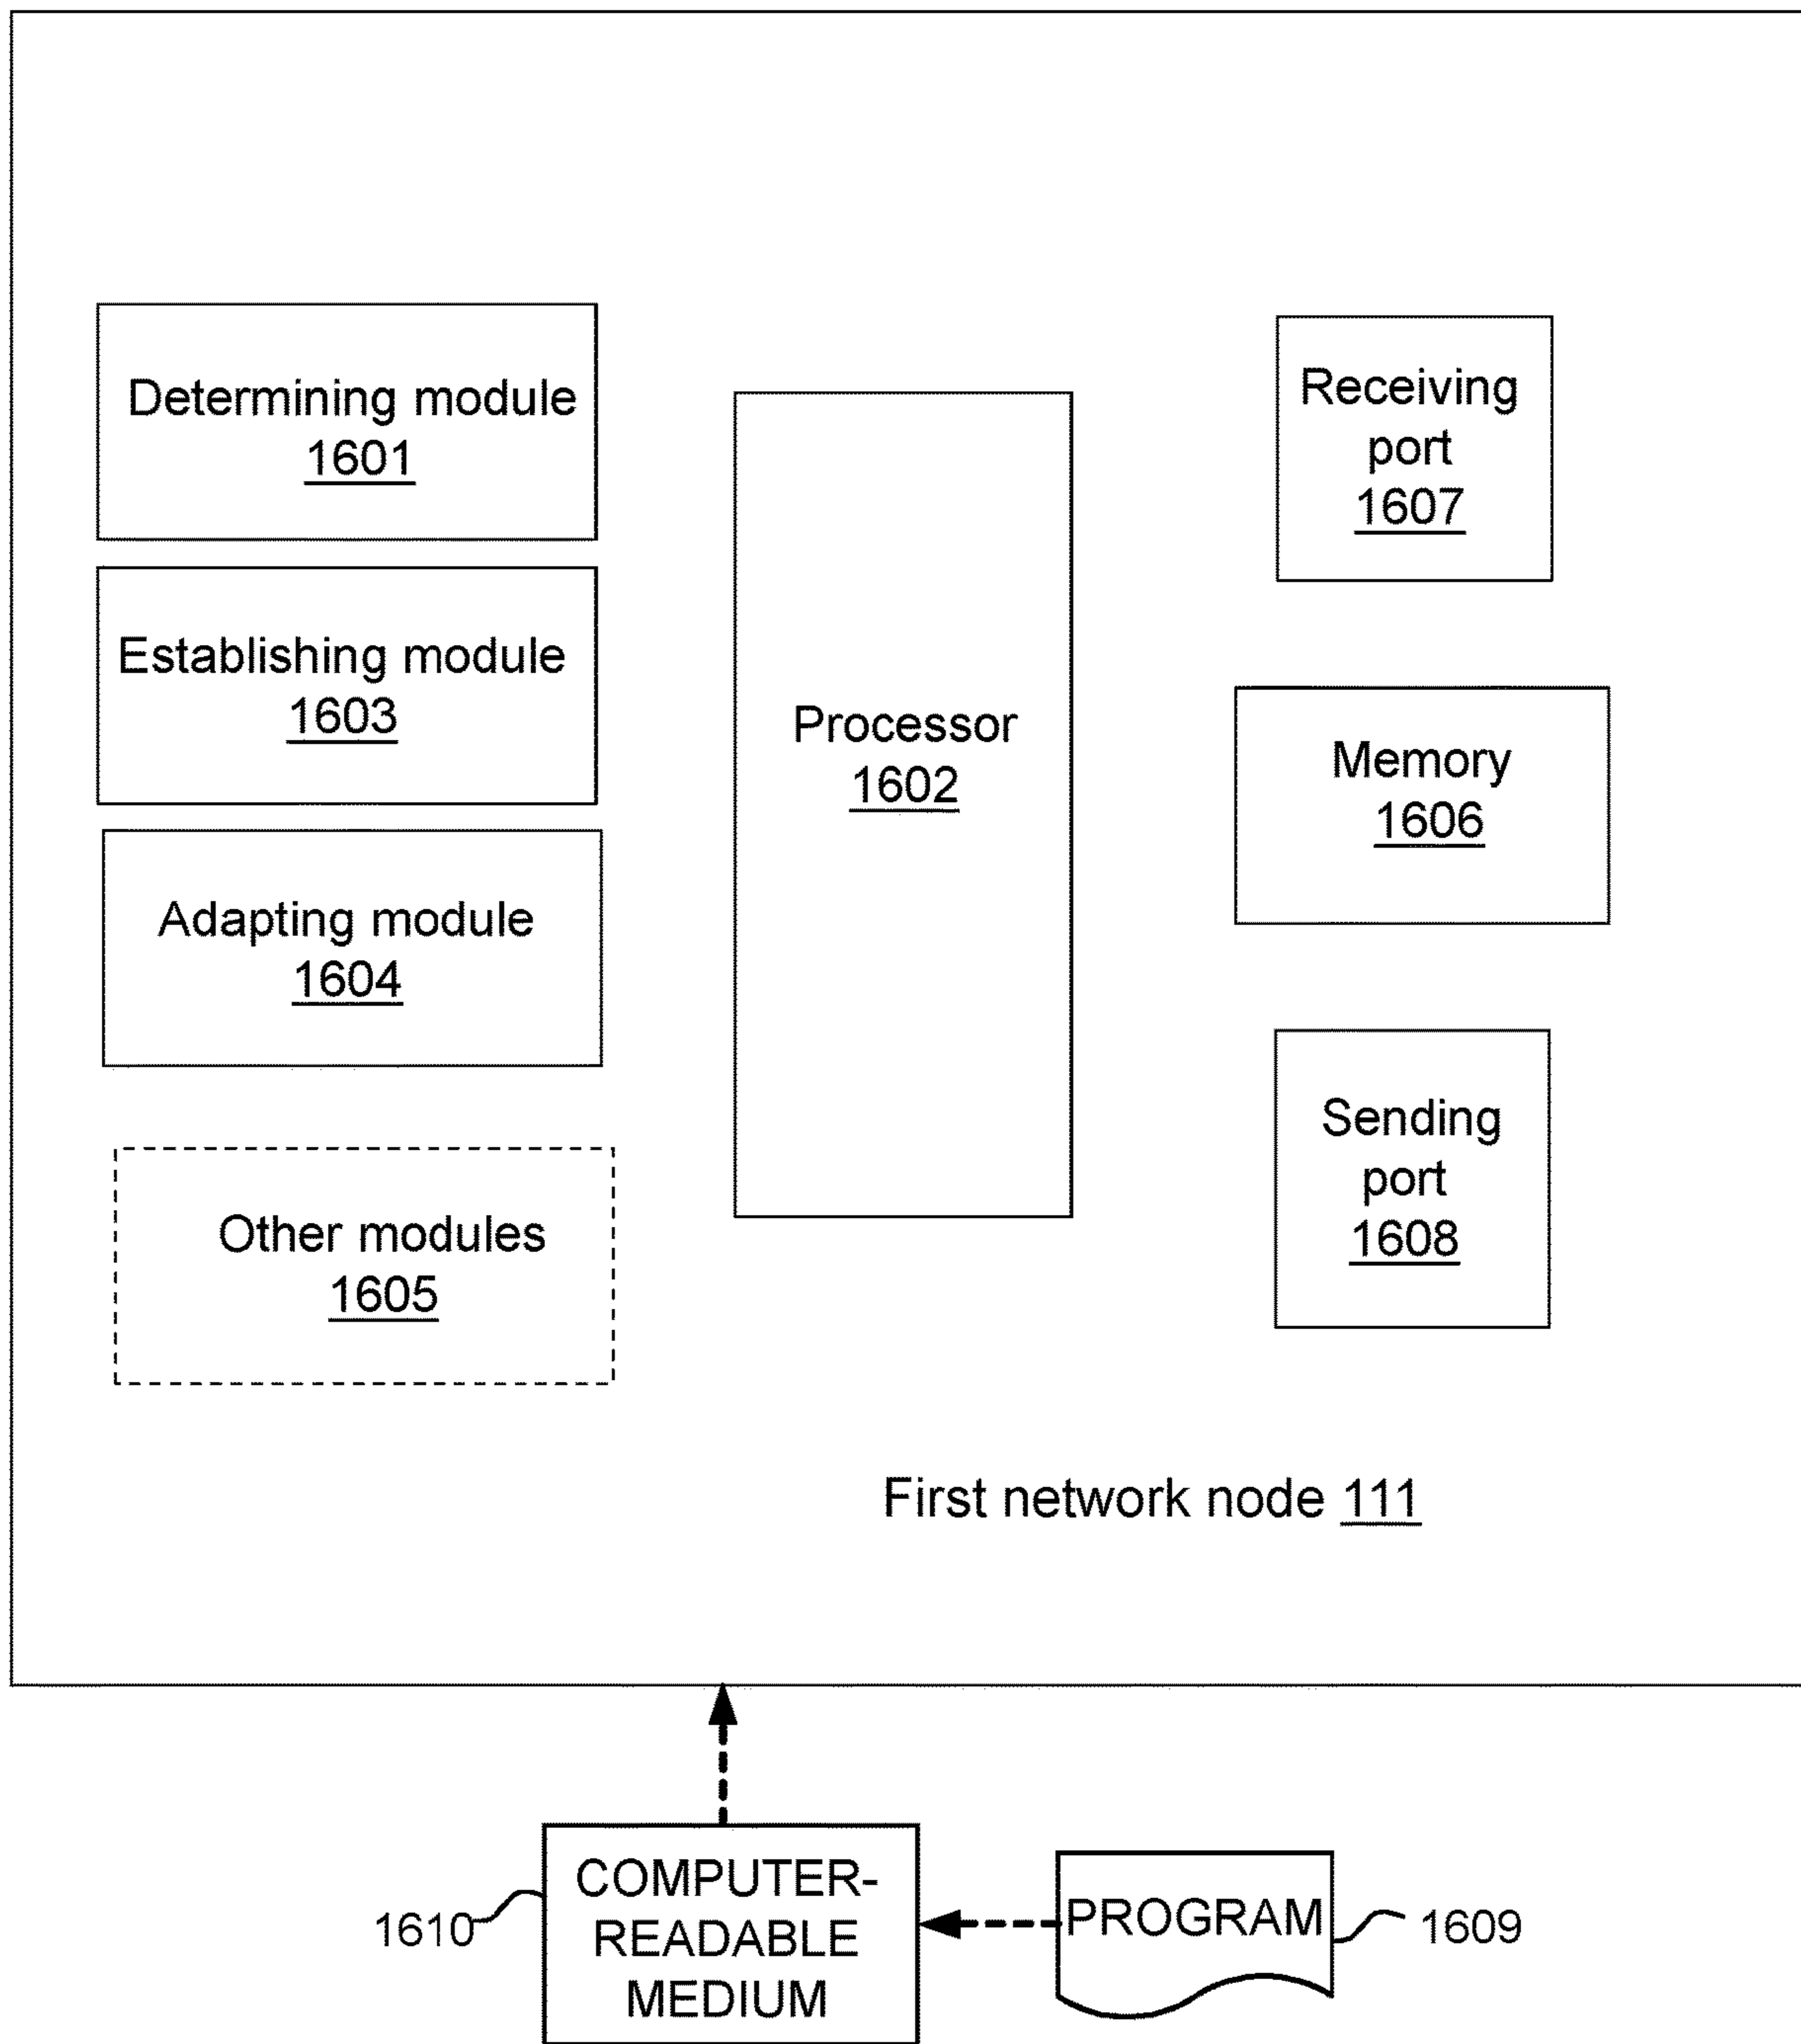 Determining module
1601
Establishing module
1603
Adapting module
1604
Other modules
1605
Processor
1602
Receiving
port
1607
Memory
1606
Sending
port
1608
First network node 111
1610
COMPUTER-
READABLE
MEDIUM
PROGRAM
1609